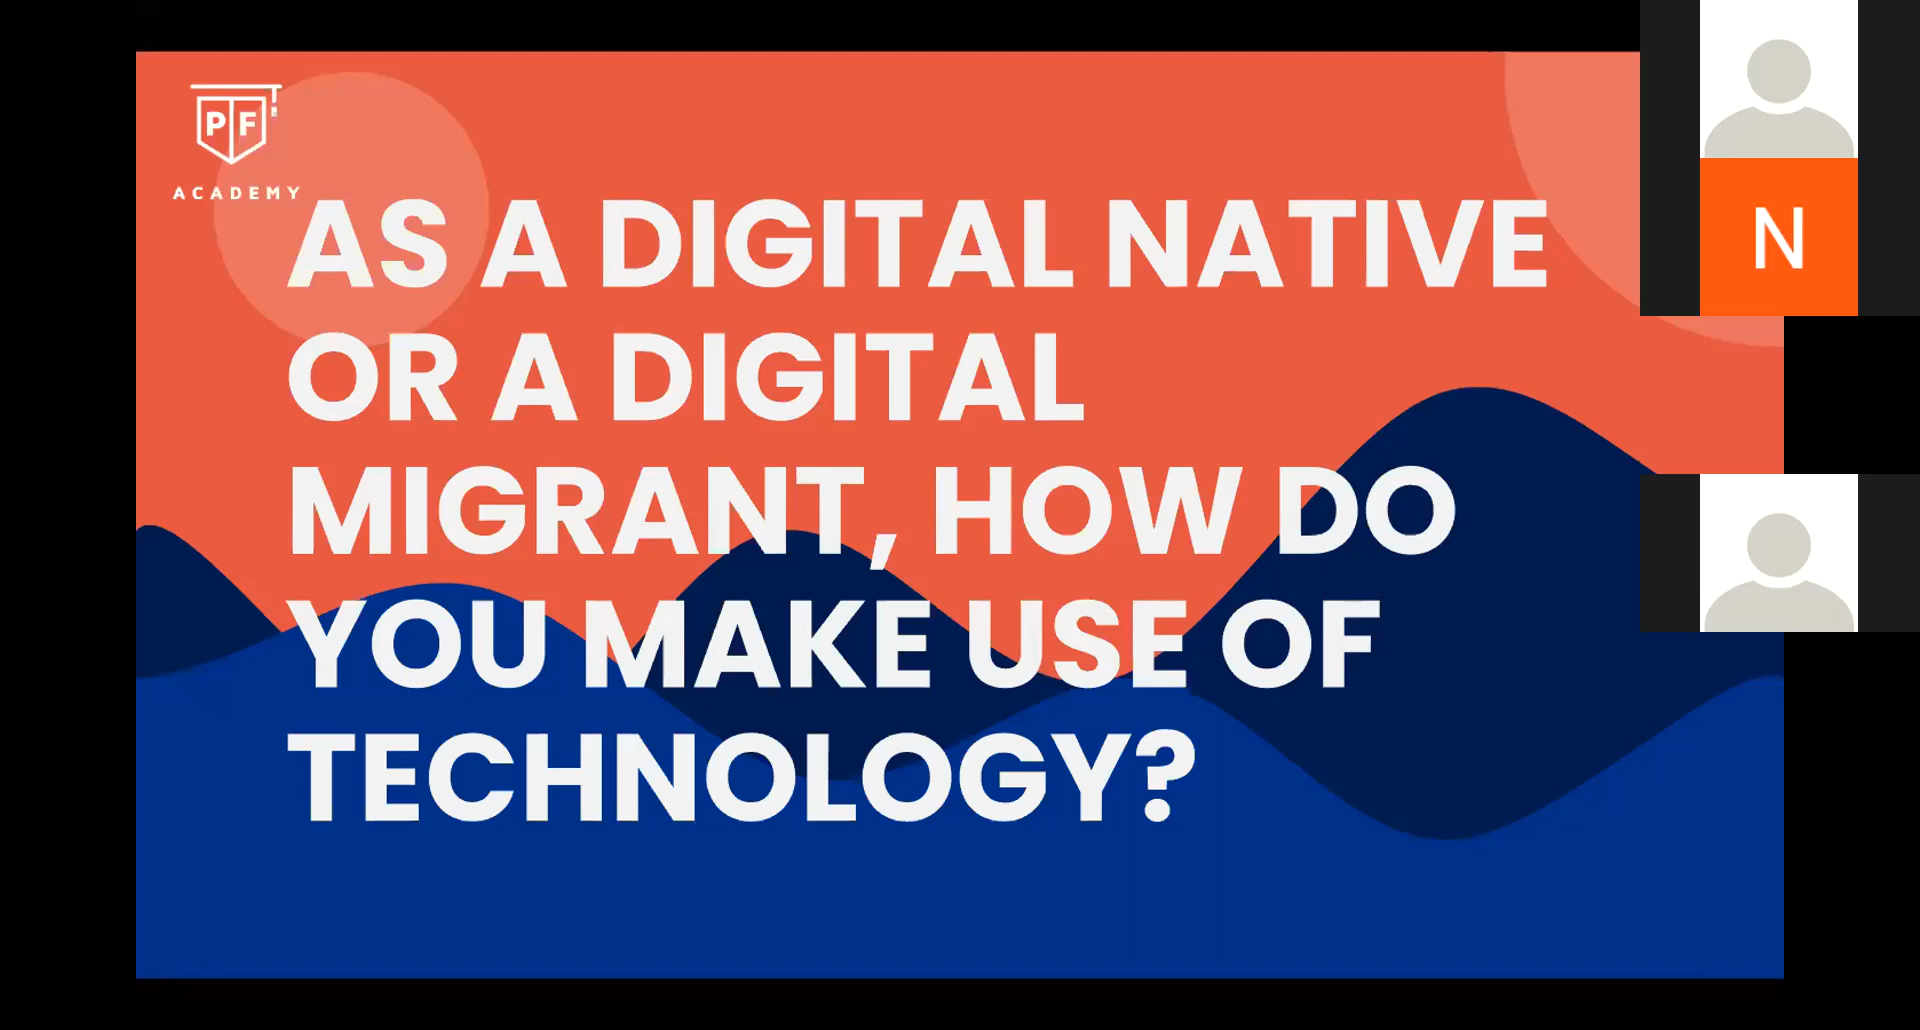 PF
ACADEMY
AS A DIGITAL NATIVE
OR A DIGITAL
MIGRANT, HOW DO
YOU MAKE USE OF
TECHNOLOGY?
N